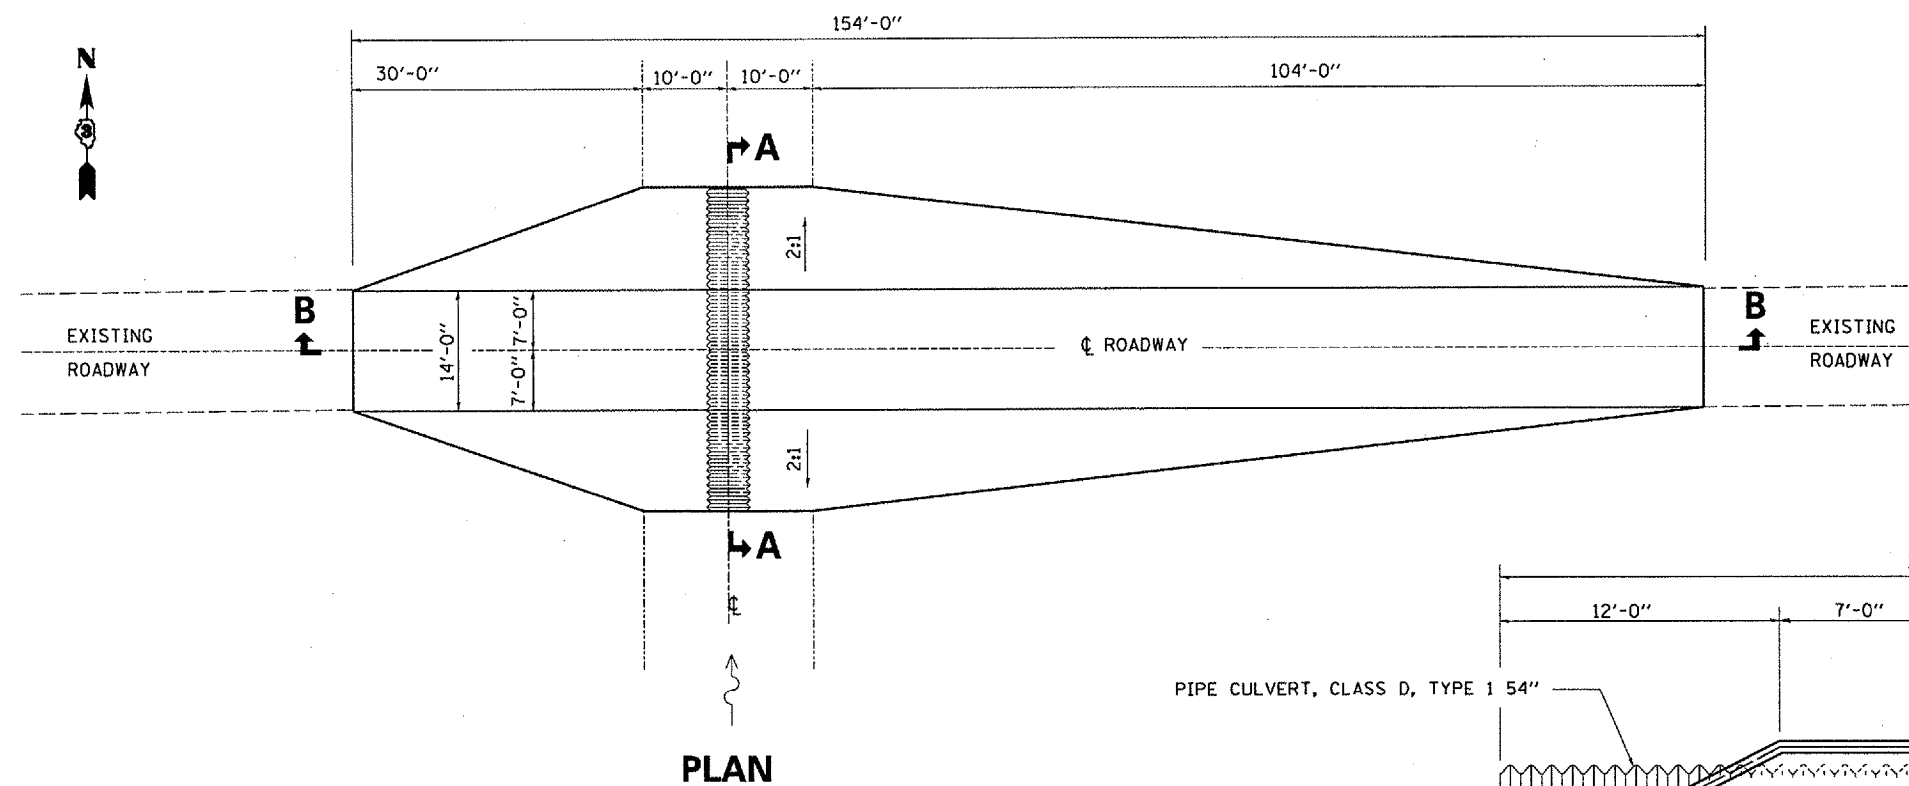 154'-0"
N
30'-0"
10'-0"
10'-0"
104'-0"
3
A
2:1
B
B
EXISTING
ROADWAY
14'-0"
7'-0"
7'-0"
℄ ROADWAY
EXISTING
ROADWAY
2:1
A
℄
12'-0"
7'-0"
PIPE CULVERT, CLASS D, TYPE 1 54"
PLAN